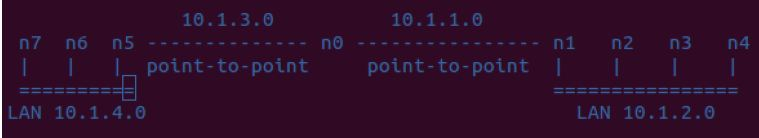 10.1.3.0 10.1.1.0
n7 n6 n5 -------------- n0 ---------------- n1 n2 n3 n4
| | | point-to-point point-to-point | | | |
========== ================
LAN 10.1.4.0 LAN 10.1.2.0